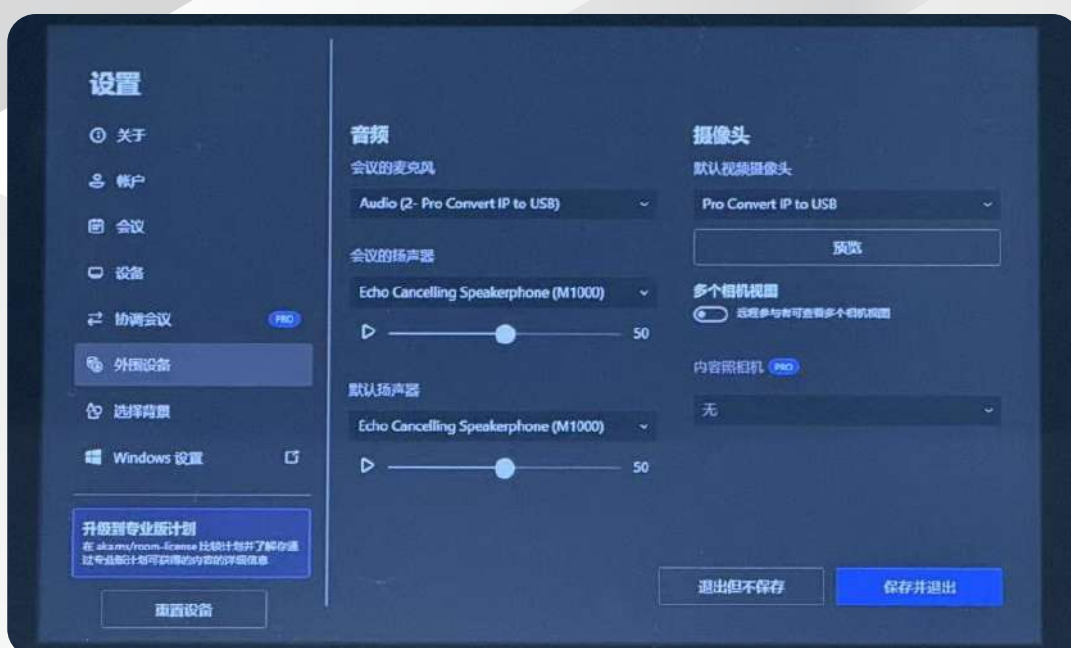 设置
关于
帐户
会议
设备
协调会议 PRO
外围设备
选择背景
Windows 设置
升级到专业版计划
在 aka.ms/room-license 比较计划并了解你通
过专业版计划可获得的内容的详细信息
重置设备
音频
会议的麦克风
Audio (2- Pro Convert IP to USB)
会议的扬声器
Echo Cancelling Speakerphone (M1000)
50
默认扬声器
Echo Cancelling Speakerphone (M1000)
50
摄像头
默认视频摄像头
Pro Convert IP to USB
预览
多个相机视图
远程参与者可查看多个相机视图
内容照相机 PRO
无
退出但不保存
保存并退出